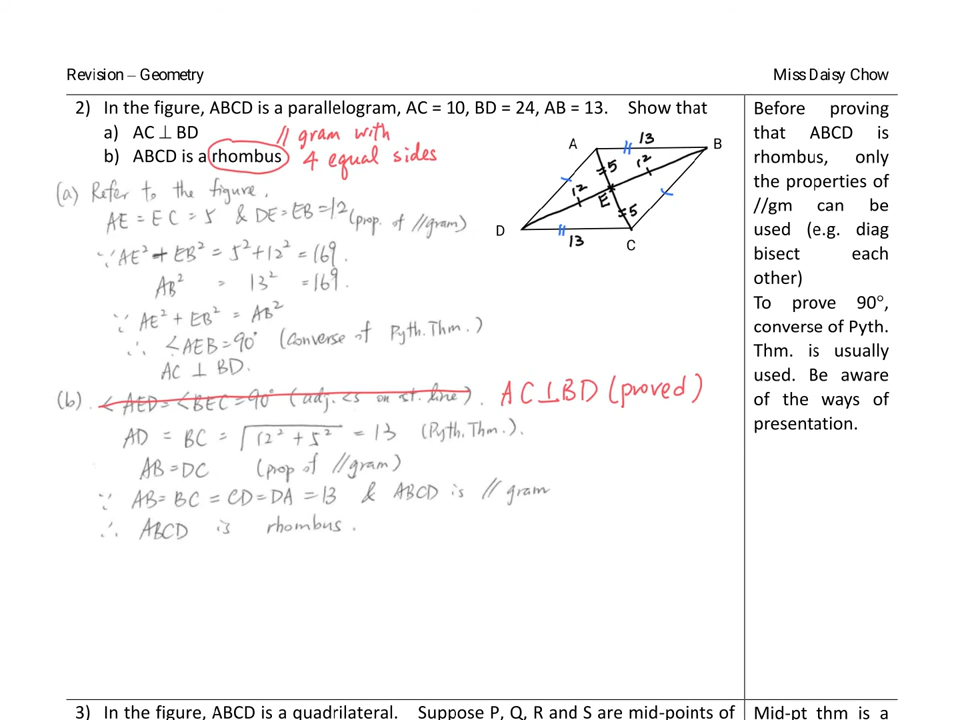 Revision – Geometry
Miss Daisy Chow
2) In the figure, ABCD is a parallelogram, AC = 10, BD = 24, AB = 13. Show that
a) AC ⊥ BD
b) ABCD is a rhombus
// gram with
4 equal sides
A
13
B
5
12
12
E
5
D
13
C
(a) Refer to the figure.
AE = EC = 5 & DE = EB = 12 (prop. of //gram)
∵ AE² + EB² = 5² + 12² = 169.
AB² = 13² = 169.
∵ AE² + EB² = AB²
∴ ∠AEB = 90° (Converse of Pyth. Thm.)
AC ⊥ BD.
(b) ∠AED = ∠BEC = 90° (adj. ∠s on st. line). AC⊥BD (proved)
AD = BC = √12² + 5² = 13 (Pyth. Thm.).
AB = DC (prop of //gram)
∵ AB = BC = CD = DA = 13 & ABCD is // gram
∴ ABCD is rhombus.
Before proving
that ABCD is
rhombus, only
the properties of
//gm can be
used (e.g. diag
bisect each
other)
To prove 90°,
converse of Pyth.
Thm. is usually
used. Be aware
of the ways of
presentation.
3) In the figure, ABCD is a quadrilateral. Suppose P, Q, R and S are mid-points of
Mid-pt thm is a